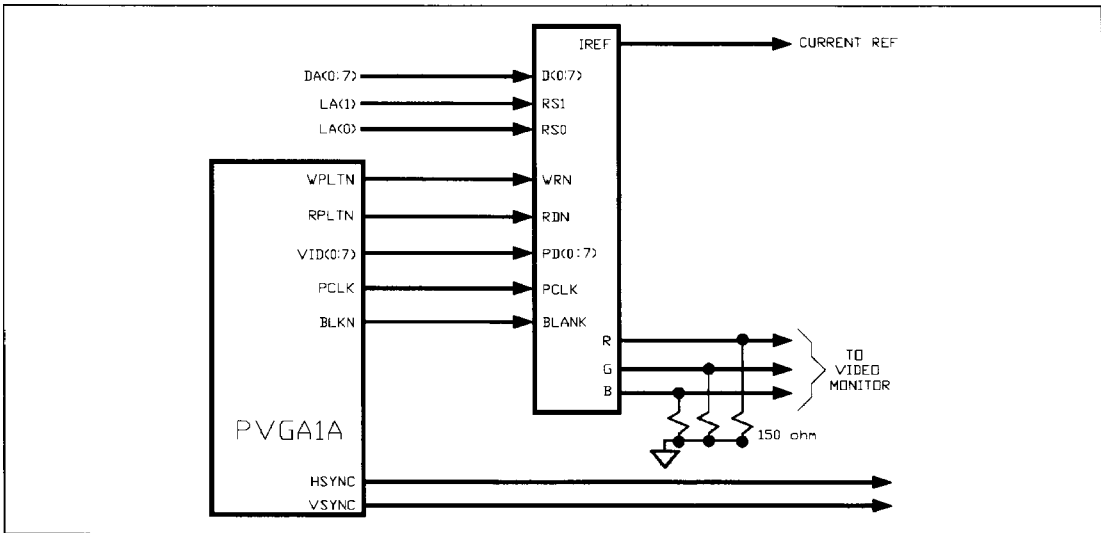 IREF
CURRENT REF
DA(0:7)
D(0:7)
LA(1)
RS1
LA(0)
RS0
WPLTN
WRN
RPLTN
RDN
VID(0:7)
PD(0:7)
PCLK
PCLK
BLKN
BLANK
R
G
B
TO
VIDEO
MONITOR
150 ohm
PVGA1A
HSYNC
VSYNC